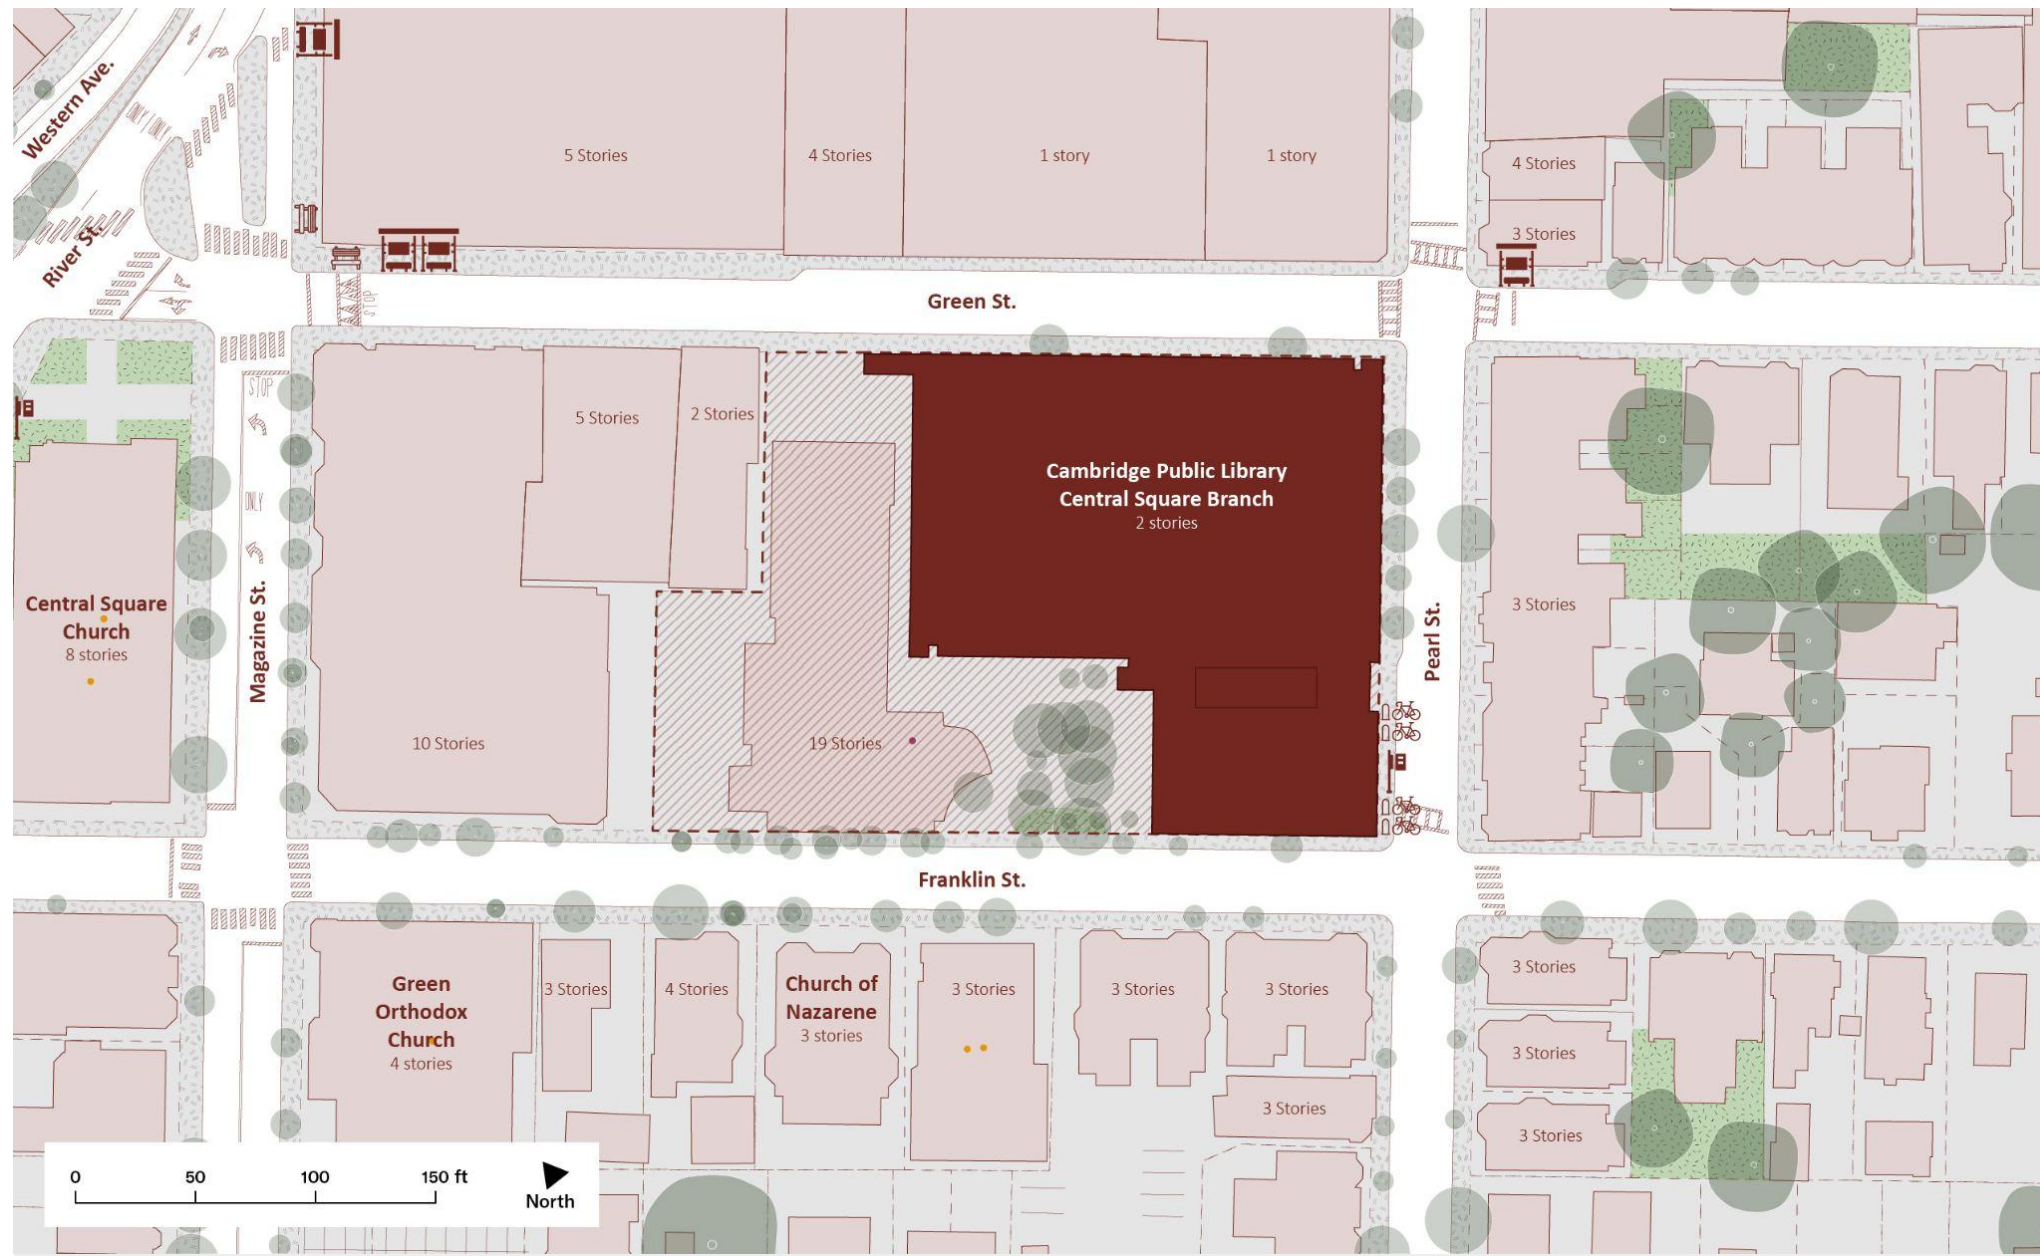 Western Ave.
River St.
5 Stories
4 Stories
1 story
1 story
4 Stories
3 Stories
STOP
Green St.
STOP
ONLY
5 Stories
2 Stories
Cambridge Public Library
Central Square Branch
2 stories
Central Square
Church
8 stories
Magazine St.
10 Stories
19 Stories
Pearl St.
3 Stories
Franklin St.
Green
Orthodox
Church
4 stories
3 Stories
4 Stories
Church of
Nazarene
3 stories
3 Stories
3 Stories
3 Stories
3 Stories
3 Stories
3 Stories
3 Stories
0 50 100 150 ft
North